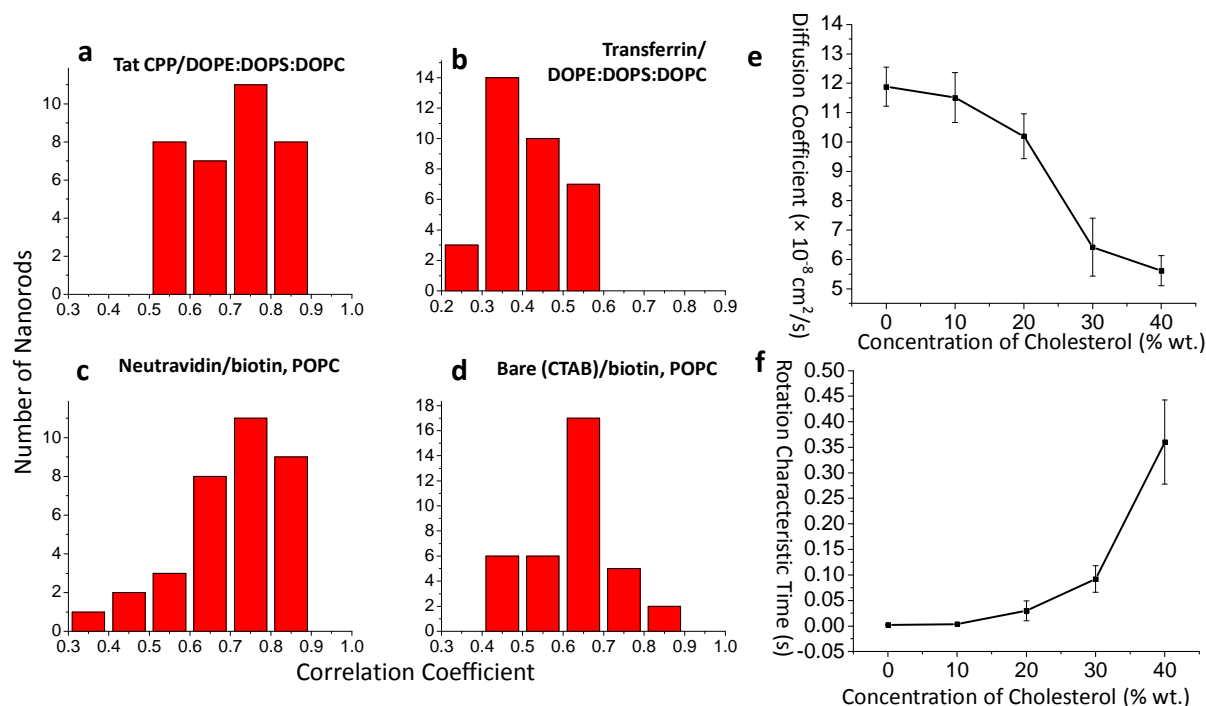 a
Tat CPP/DOPE:DOPS:DOPC
10
8
6
4
2
0
0.3 0.4 0.5 0.6 0.7 0.8 0.9 1.0
b
Transferrin/
DOPE:DOPS:DOPC
14
12
10
8
6
4
2
0
0.2 0.3 0.4 0.5 0.6 0.7 0.8 0.9
Number of Nanorods
c
Neutravidin/biotin, POPC
10
8
6
4
2
0
0.3 0.4 0.5 0.6 0.7 0.8 0.9 1.0
d
Bare (CTAB)/biotin, POPC
18
16
14
12
10
8
6
4
2
0
0.3 0.4 0.5 0.6 0.7 0.8 0.9 1.0
Correlation Coefficient
e
Diffusion Coefficient (× 10⁻⁸ cm²/s)
14
13
12
11
10
9
8
7
6
5
0 10 20 30 40
Concentration of Cholesterol (% wt.)
f
Rotation Characteristic Time (s)
0.50
0.45
0.40
0.35
0.30
0.25
0.20
0.15
0.10
0.05
0.00
-0.05
0 10 20 30 40
Concentration of Cholesterol (% wt.)